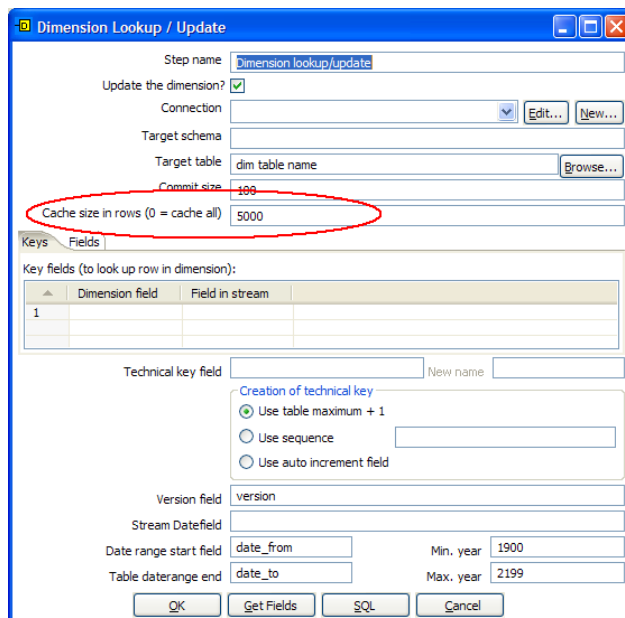 Dimension Lookup / Update
Step name Dimension lookup/update
Update the dimension?
Connection Edit... New...
Target schema
Target table dim table name Browse...
Commit size 100
Cache size in rows (0 = cache all) 5000
Keys Fields
Key fields (to look up row in dimension):
Dimension field Field in stream
1
Technical key field New name
Creation of technical key
Use table maximum + 1
Use sequence
Use auto increment field
Version field version
Stream Datefield
Date range start field date_from Min. year 1900
Table daterange end date_to Max. year 2199
OK Get Fields SQL Cancel